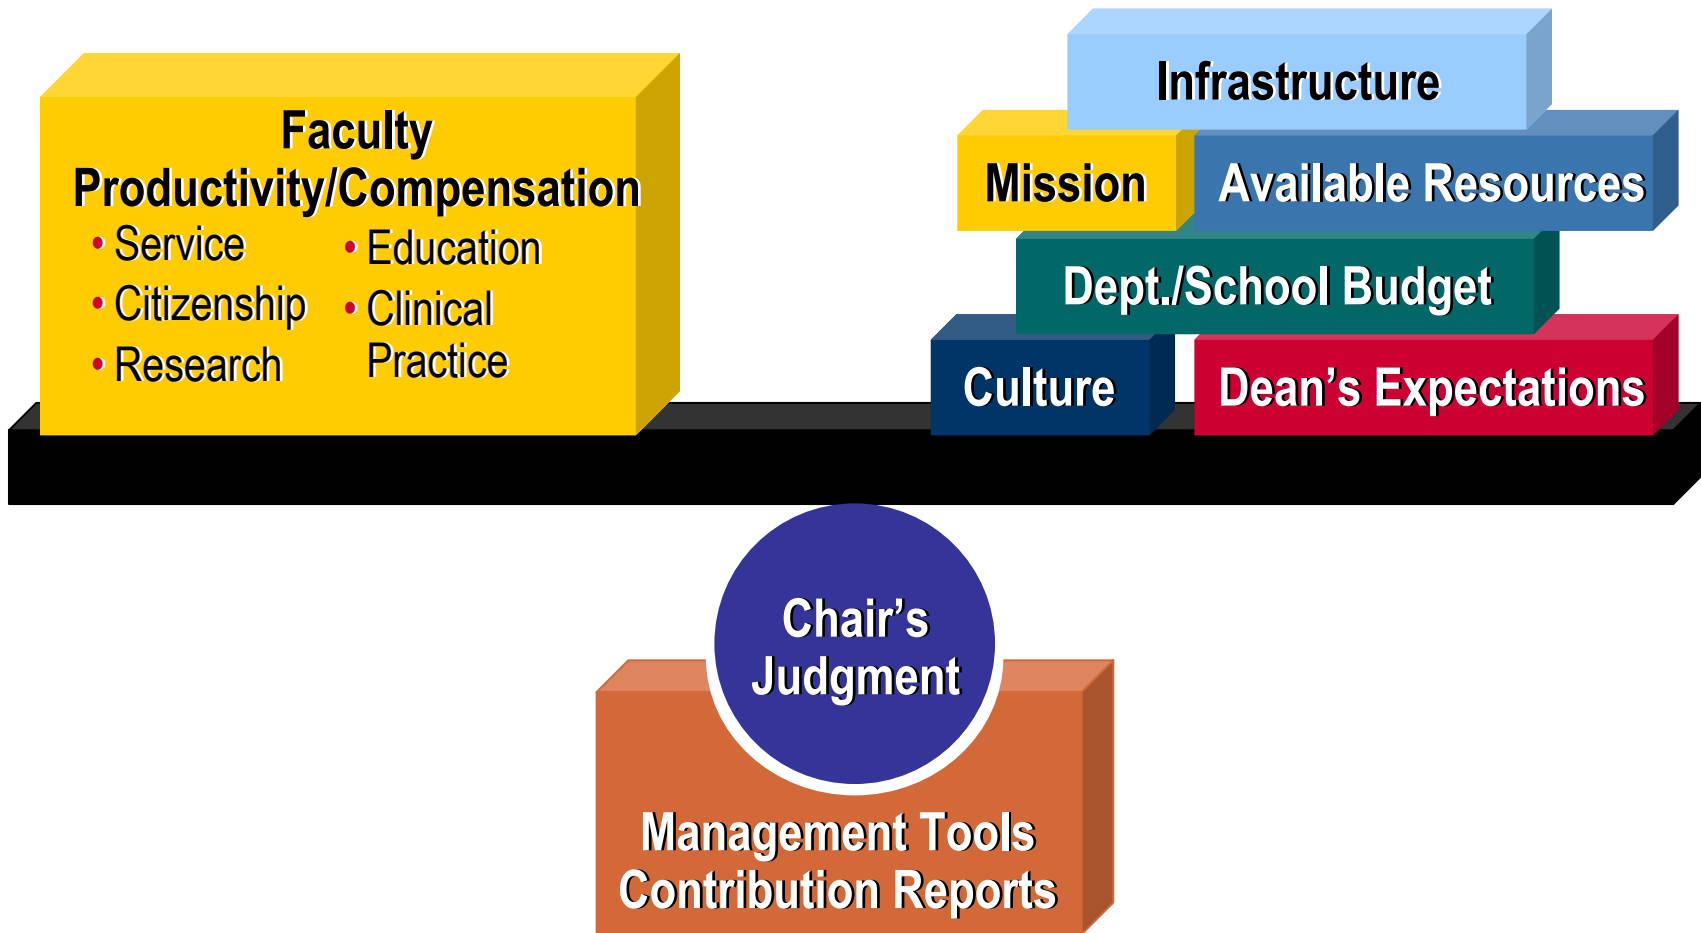 Faculty
Productivity/Compensation
• Service
• Citizenship
• Research
• Education
• Clinical
Practice
Infrastructure
Mission
Available Resources
Dept./School Budget
Culture
Dean’s Expectations
Chair’s
Judgment
Management Tools
Contribution Reports